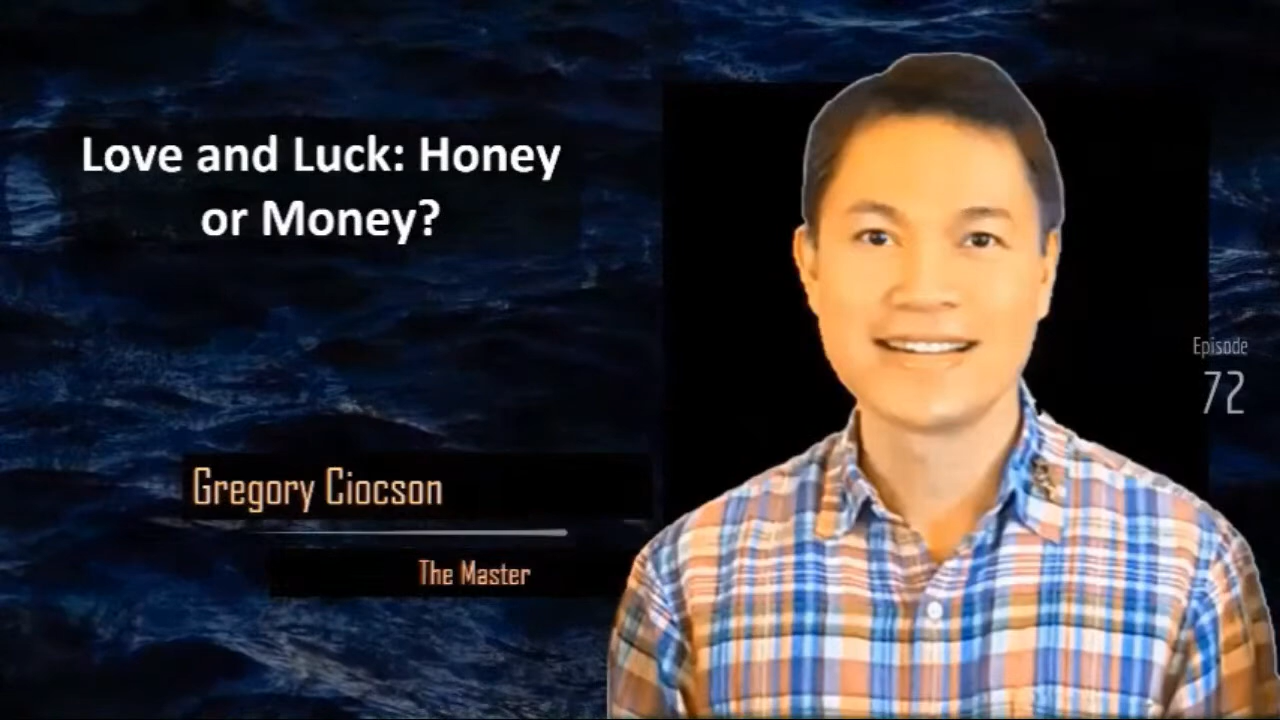 Love and Luck: Honey
or Money?
Episode
72
Gregory Ciocson
The Master